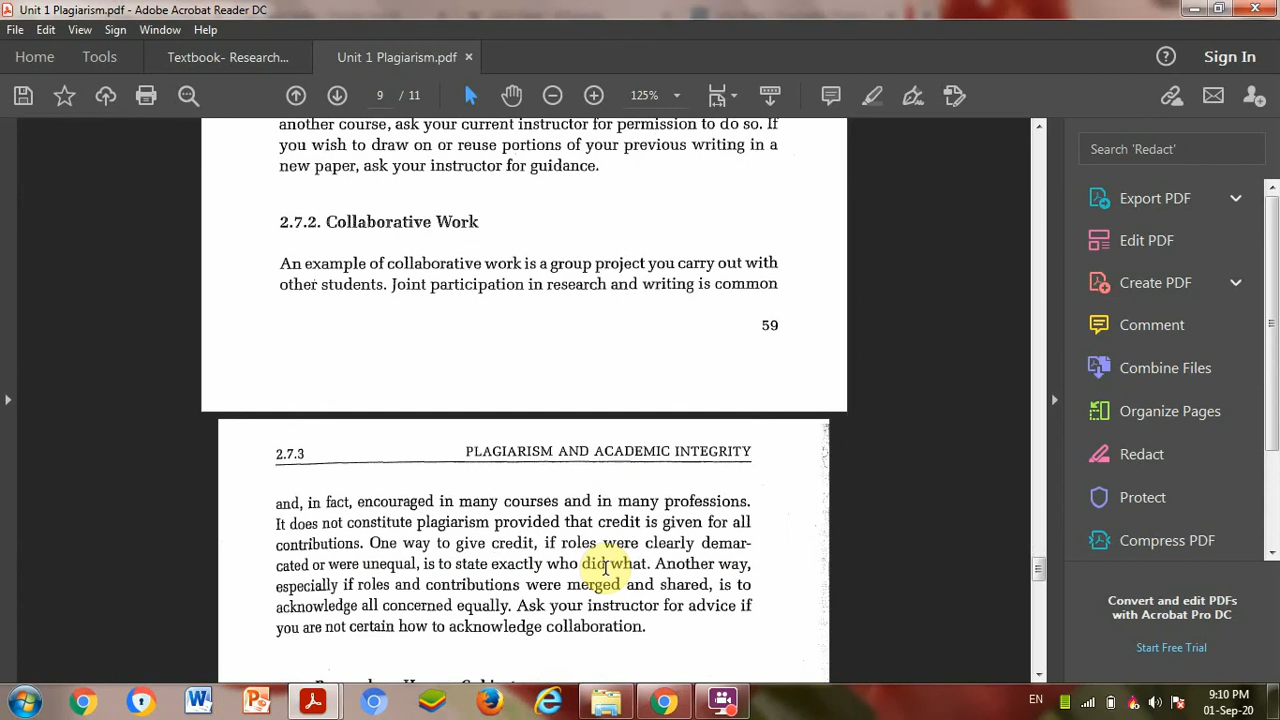 Unit 1 Plagiarism.pdf - Adobe Acrobat Reader DC
File Edit View Sign Window Help
Home Tools Textbook- Research... Unit 1 Plagiarism.pdf × Sign In
9 / 11 125%
another course, ask your current instructor for permission to do so. If
you wish to draw on or reuse portions of your previous writing in a
new paper, ask your instructor for guidance.
2.7.2. Collaborative Work
An example of collaborative work is a group project you carry out with
other students. Joint participation in research and writing is common
59
2.7.3 PLAGIARISM AND ACADEMIC INTEGRITY
and, in fact, encouraged in many courses and in many professions.
It does not constitute plagiarism provided that credit is given for all
contributions. One way to give credit, if roles were clearly demar-
cated or were unequal, is to state exactly who did what. Another way,
especially if roles and contributions were merged and shared, is to
acknowledge all concerned equally. Ask your instructor for advice if
you are not certain how to acknowledge collaboration.
Search 'Redact'
Export PDF
Edit PDF
Create PDF
Comment
Combine Files
Organize Pages
Redact
Protect
Compress PDF
Convert and edit PDFs
with Acrobat Pro DC
Start Free Trial
EN
9:10 PM
01-Sep-20